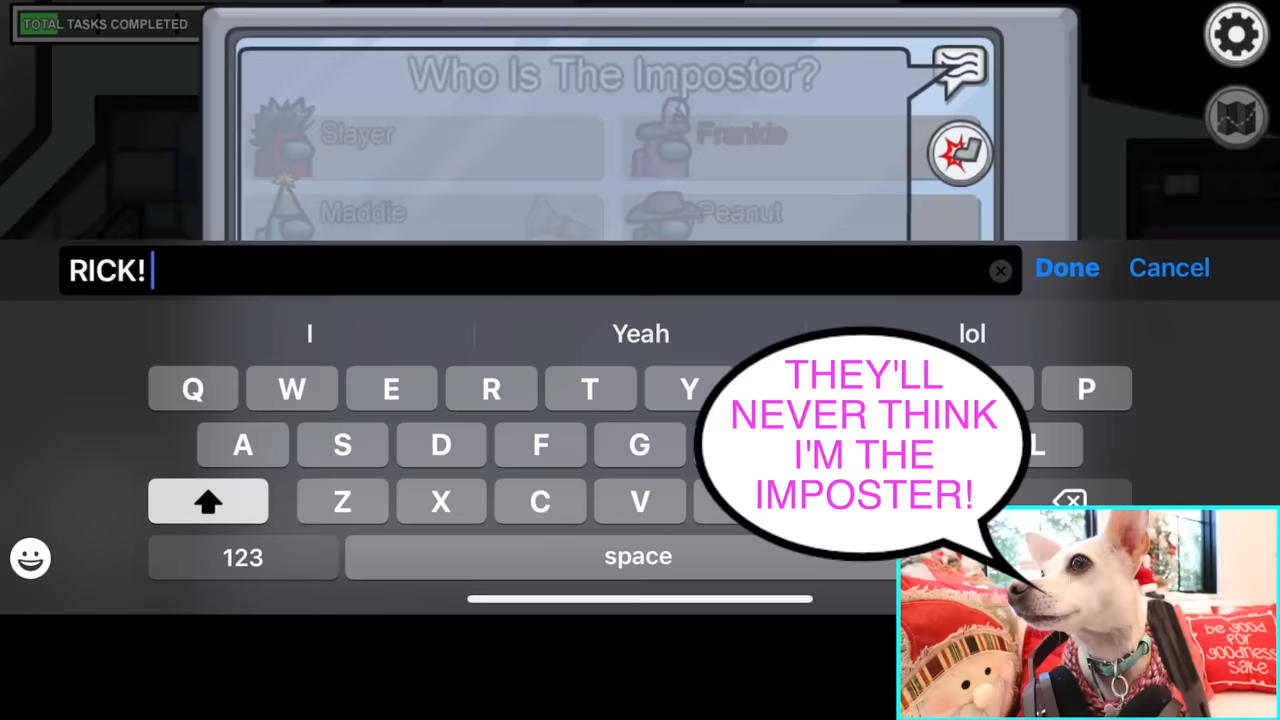 TOTAL TASKS COMPLETED
Who Is The Impostor?
Slayer
Frankie
Maddie
Peanut
RICK!
Done
Cancel
I
Yeah
lol
Q W E R T Y P
A S D F G L
Z X C V
123
space
THEY'LL
NEVER THINK
I'M THE
IMPOSTER!
be good
for
goodness
sake